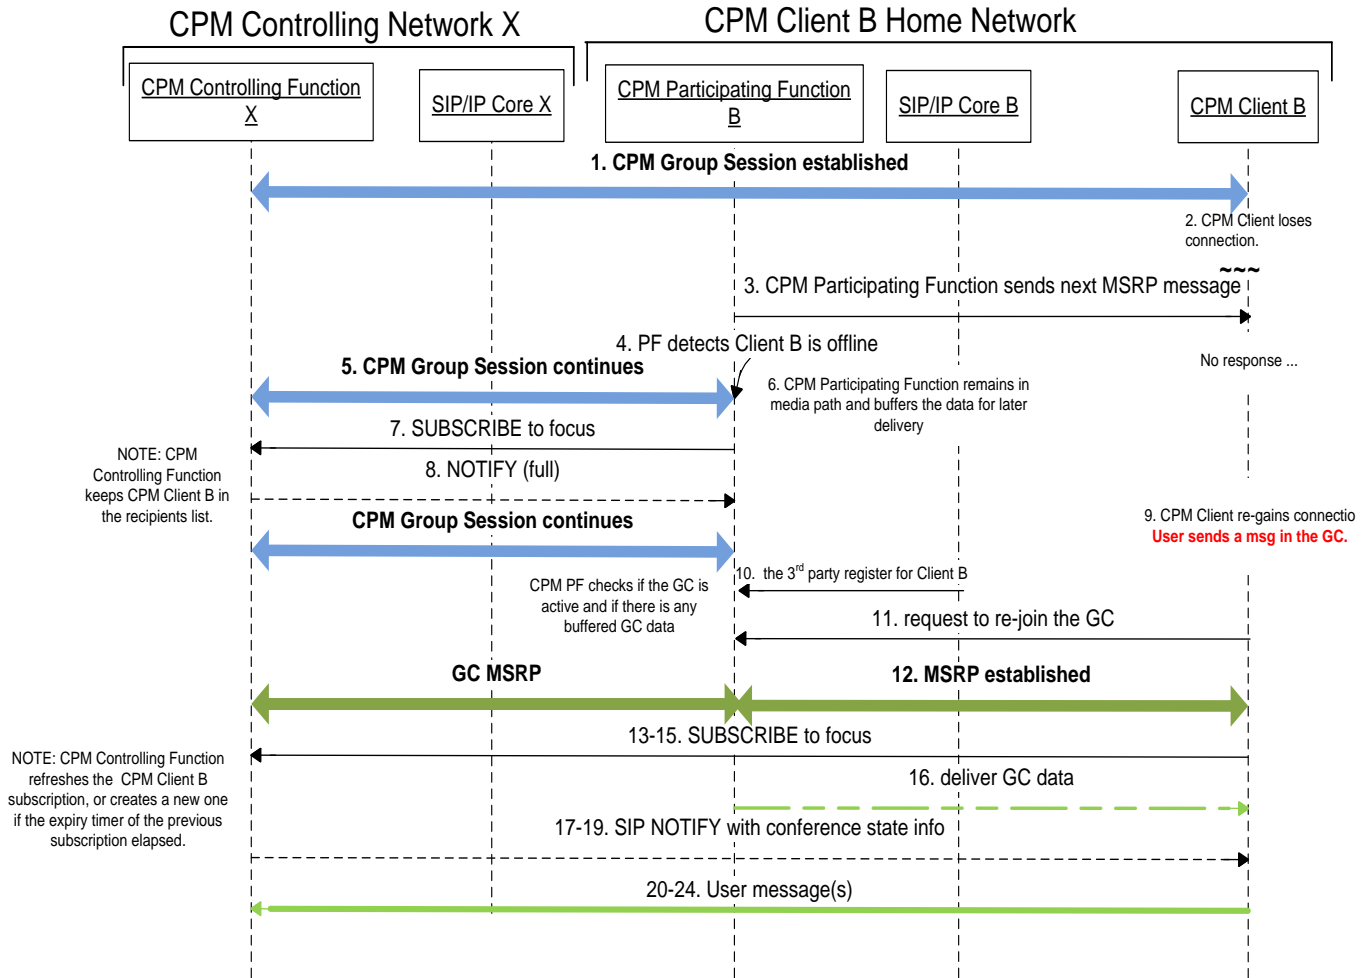 CPM Controlling Network X
CPM Client B Home Network
CPM Controlling Function
X
SIP/IP Core X
CPM Participating Function
B
SIP/IP Core B
CPM Client B
1. CPM Group Session established
2. CPM Client loses
connection.
~~~
3. CPM Participating Function sends next MSRP message
4. PF detects Client B is offline
No response ...
5. CPM Group Session continues
6. CPM Participating Function remains in
media path and buffers the data for later
delivery
7. SUBSCRIBE to focus
NOTE: CPM
Controlling Function
keeps CPM Client B in
the recipients list.
8. NOTIFY (full)
CPM Group Session continues
9. CPM Client re-gains connectio
User sends a msg in the GC.
10. the 3rd party register for Client B
CPM PF checks if the GC is
active and if there is any
buffered GC data
11. request to re-join the GC
GC MSRP
12. MSRP established
13-15. SUBSCRIBE to focus
NOTE: CPM Controlling Function
refreshes the CPM Client B
subscription, or creates a new one
if the expiry timer of the previous
subscription elapsed.
16. deliver GC data
17-19. SIP NOTIFY with conference state info
20-24. User message(s)